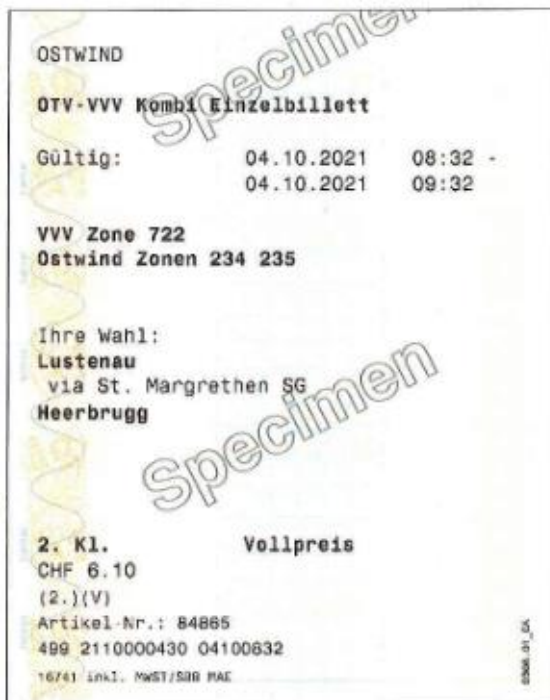 Specimen
OSTWIND
OTV-VVV Kombi Einzelbillett
Gültig: 04.10.2021 08:32 -
04.10.2021 09:32
VVV Zone 722
Ostwind Zonen 234 235
Ihre Wahl:
Lustenau
via St. Margrethen SG
Heerbrugg
Specimen
2. Kl. Vollpreis
CHF 6.10
(2.)(V)
Artikel-Nr.: 84865
499 2110000430 04100832
16741 inkl. MWST/SBB MAE